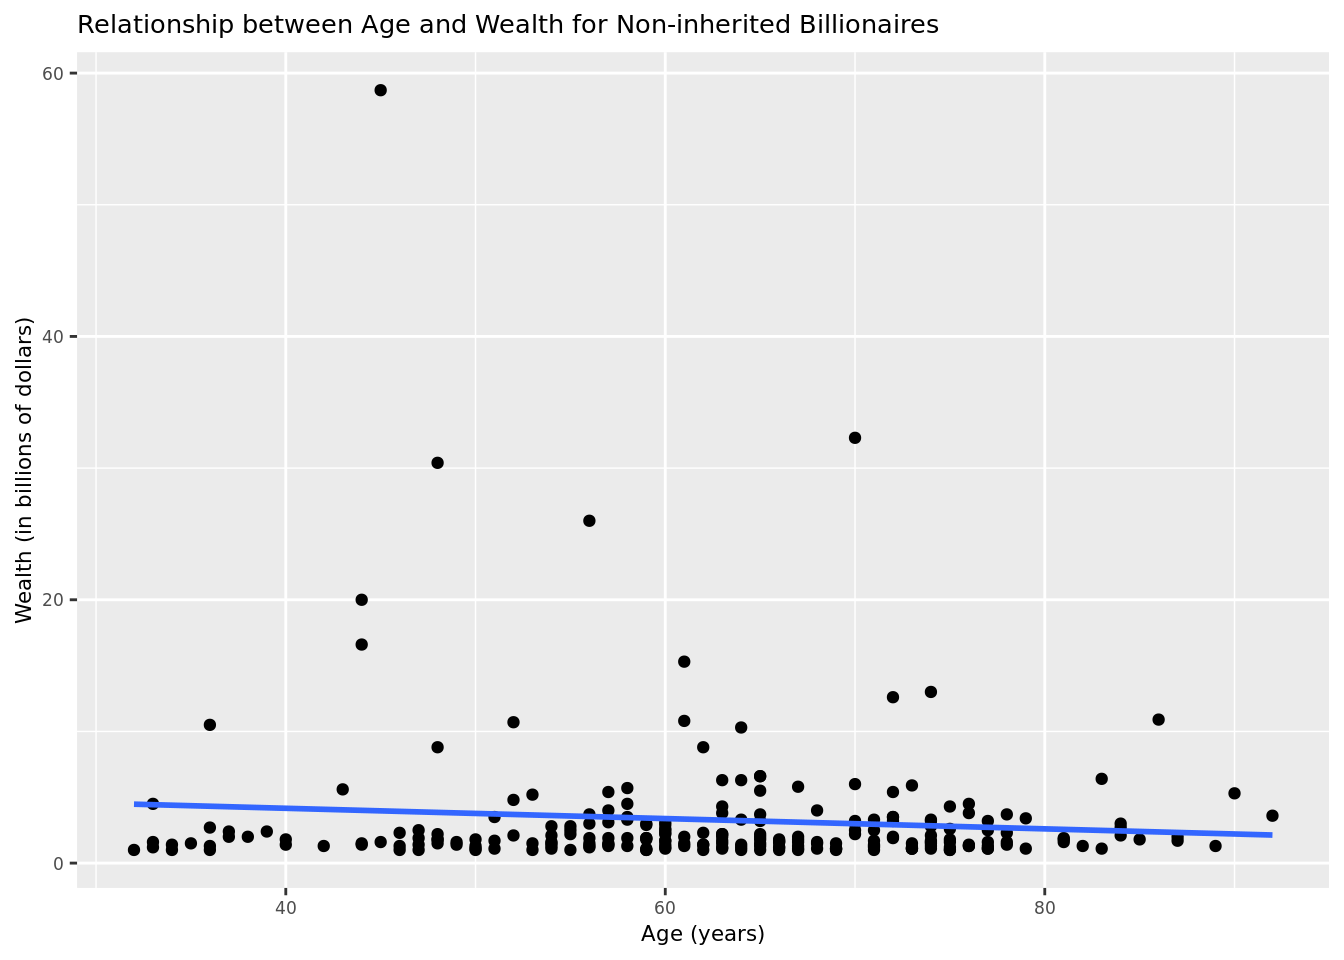 Relationship between Age and Wealth for Non-inherited Billionaires
60
40
20
0
Wealth (in billions of dollars)
40
60
80
Age (years)